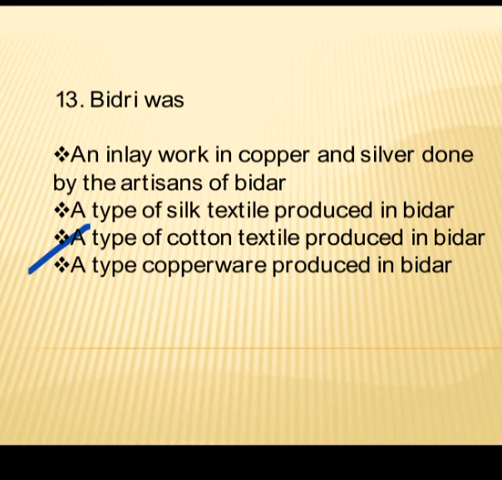 13. Bidri was
❖An inlay work in copper and silver done
by the artisans of bidar
❖A type of silk textile produced in bidar
❖A type of cotton textile produced in bidar
❖A type copperware produced in bidar